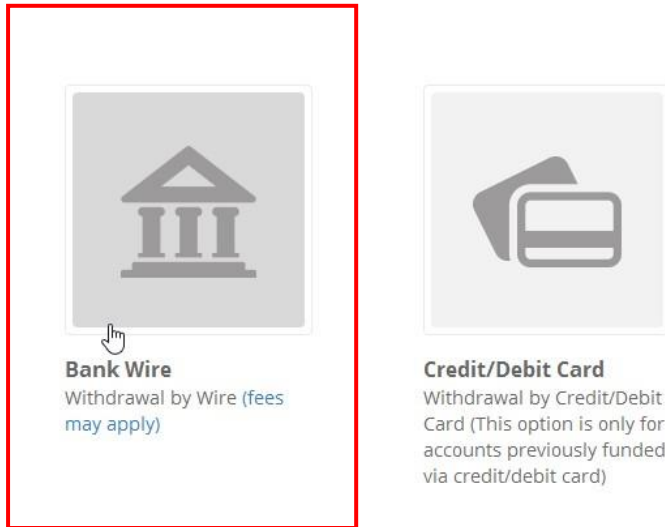 Bank Wire
Withdrawal by Wire (fees
may apply)
Credit/Debit Card
Withdrawal by Credit/Debit
Card (This option is only for
accounts previously funded
via credit/debit card)